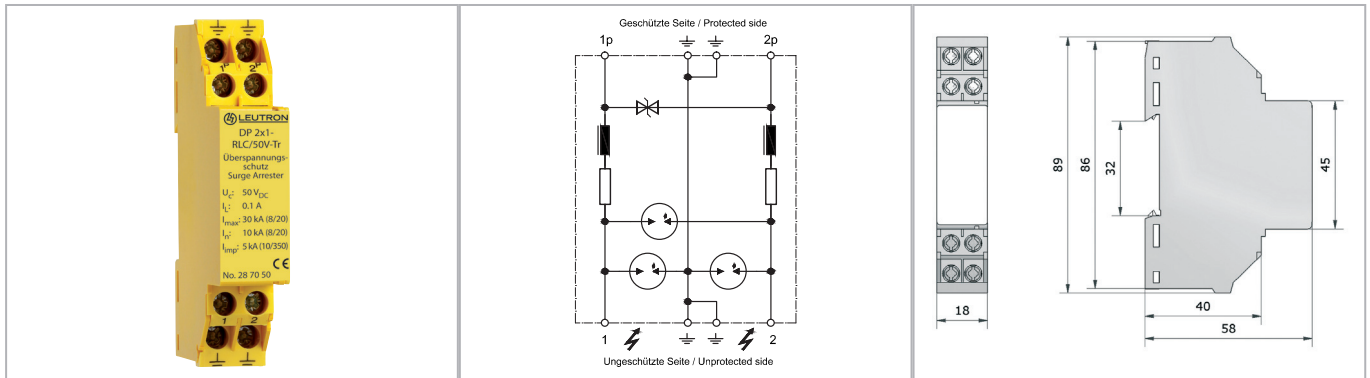 1p 2p
LEUTRON
DP 2x1-
RLC/50V-Tr
Überspannungs-
schutz
Surge Arrester
UC: 50 VDC
IL: 0.1 A
Imax: 30 kA (8/20)
In: 10 kA (8/20)
Iimp: 5 kA (10/350)
CE
No. 28 70 50
1 2
Geschützte Seite / Protected side
1p 2p
1 2
Ungeschützte Seite / Unprotected side
89
86
32
45
18
40
58